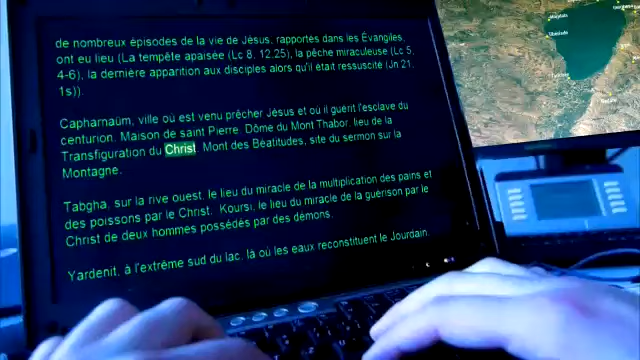 de nombreux épisodes de la vie de Jésus, rapportés dans les Évangiles,
ont eu lieu (La tempête apaisée (Lc 8, 12.25), la pêche miraculeuse (Lc 5,
4-6), la dernière apparition aux disciples alors qu'il était ressuscité (Jn 21,
1s)).
Capharnaüm, ville où est venu prêcher Jésus et où il guérit l'esclave du
centurion. Maison de saint Pierre. Dôme du Mont Thabor, lieu de la
Transfiguration du Christ. Mont des Béatitudes, site du sermon sur la
Montagne.
Tabgha, sur la rive ouest, le lieu du miracle de la multiplication des pains et
des poissons par le Christ. Koursi, le lieu du miracle de la guérison par le
Christ de deux hommes possédés par des démons.
Yardenit, à l'extrême sud du lac, là où les eaux reconstituent le Jourdain.